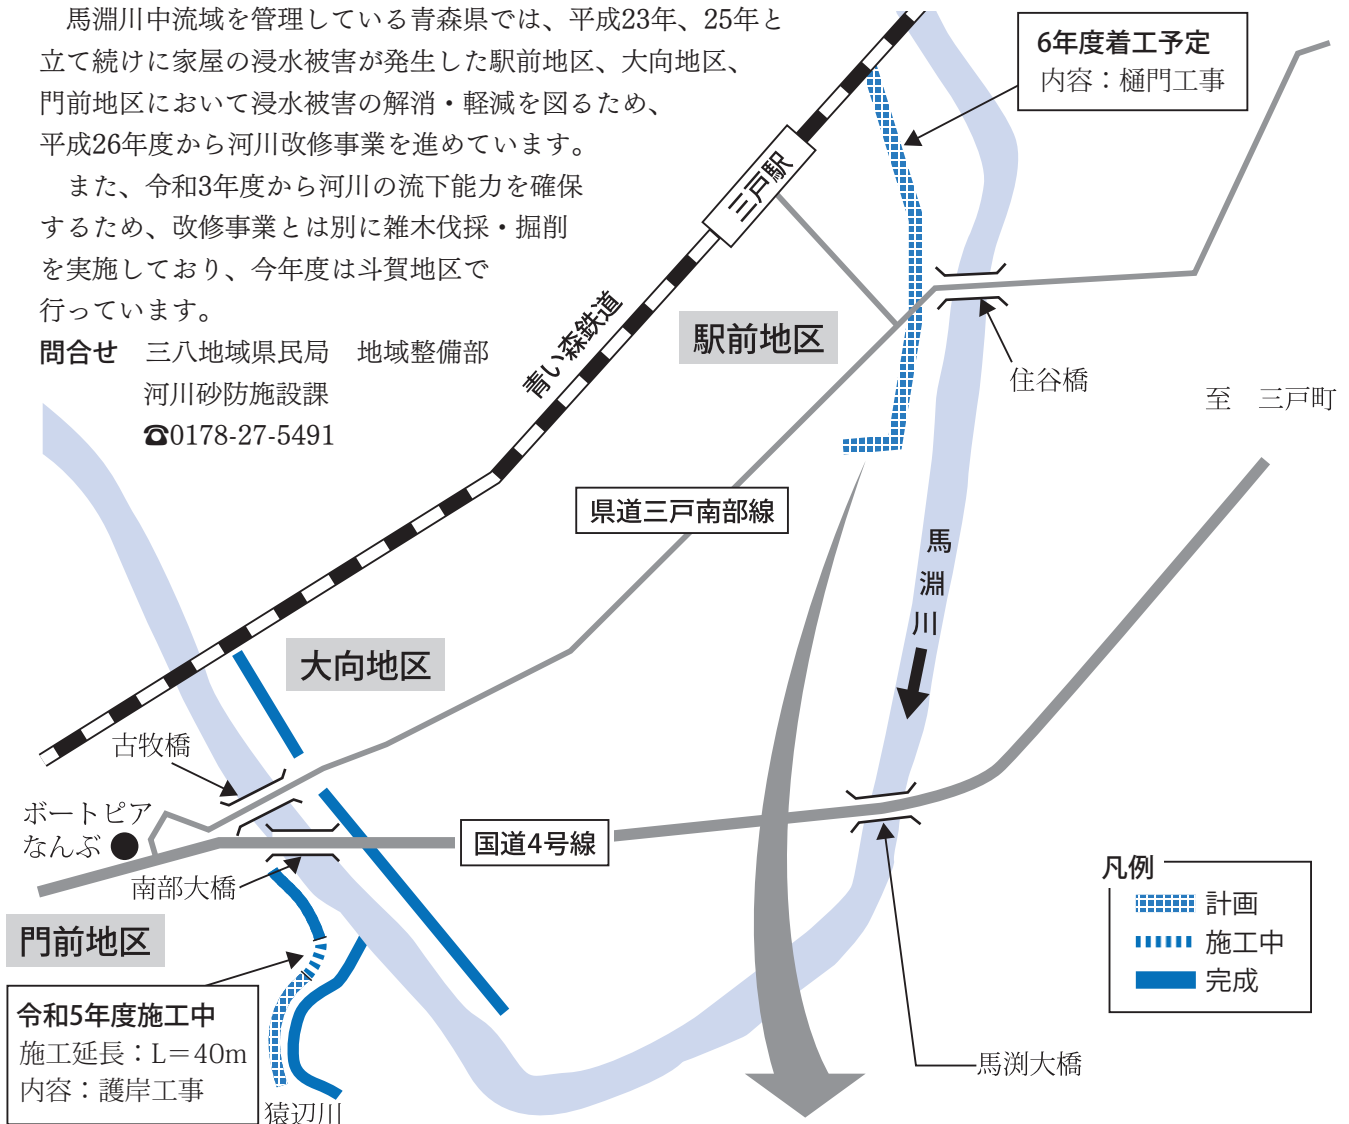 馬淵川中流域を管理している青森県では、平成23年、25年と
立て続けに家屋の浸水被害が発生した駅前地区、大向地区、
門前地区において浸水被害の解消・軽減を図るため、
平成26年度から河川改修事業を進めています。
また、令和3年度から河川の流下能力を確保
するため、改修事業とは別に雑木伐採・掘削
を実施しており、今年度は斗賀地区で
行っています。
問合せ　三八地域県民局　地域整備部
河川砂防施設課
☎0178-27-5491
6年度着工予定
内容：樋門工事
三戸駅
青い森鉄道
駅前地区
住谷橋
至　三戸町
県道三戸南部線
馬淵川
大向地区
古牧橋
ボートピア
なんぶ
国道4号線
南部大橋
門前地区
令和5年度施工中
施工延長：L＝40m
内容：護岸工事
猿辺川
馬渕大橋
凡例
計画
施工中
完成